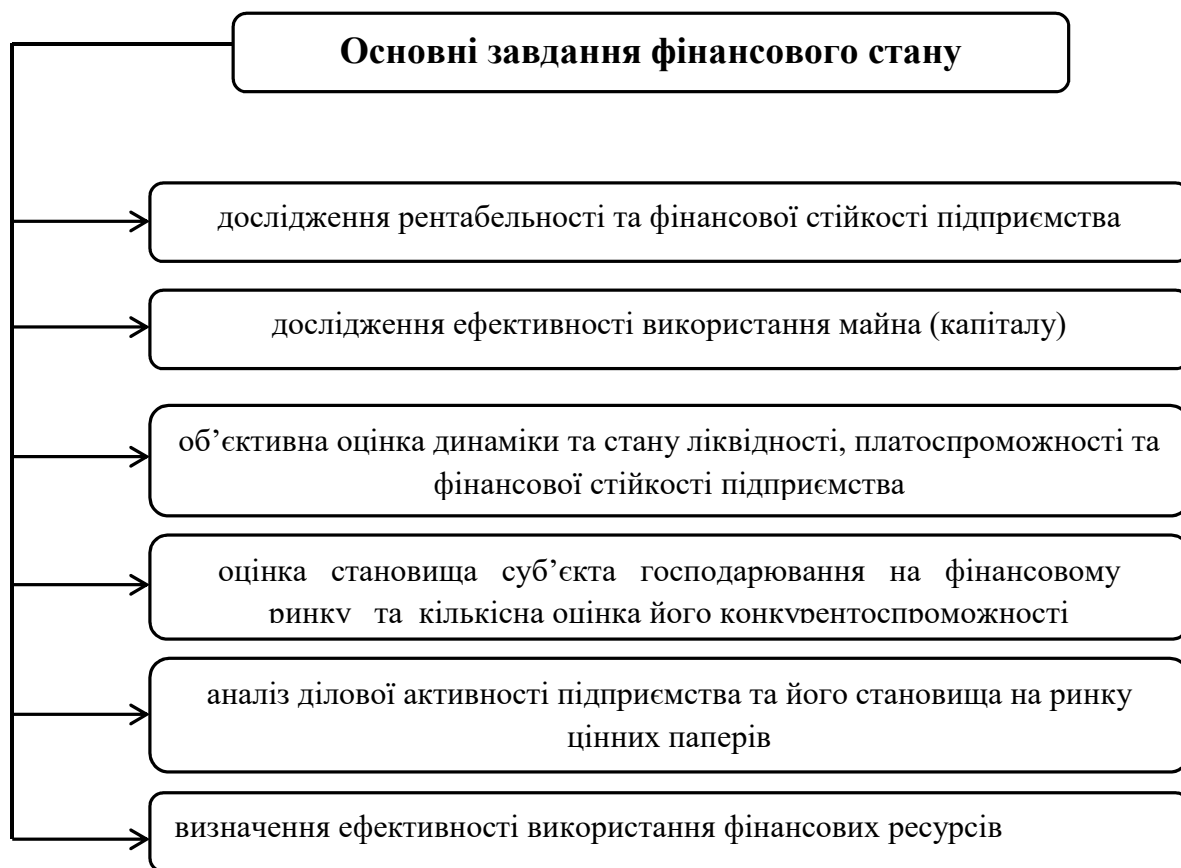 Основні завдання фінансового стану
дослідження рентабельності та фінансової стійкості підприємства
дослідження ефективності використання майна (капіталу)
об’єктивна оцінка динаміки та стану ліквідності, платоспроможності та
фінансової стійкості підприємства
оцінка становища суб’єкта господарювання на фінансовому
ринку та кількісна оцінка його конкурентоспроможності
аналіз ділової активності підприємства та його становища на ринку
цінних паперів
визначення ефективності використання фінансових ресурсів